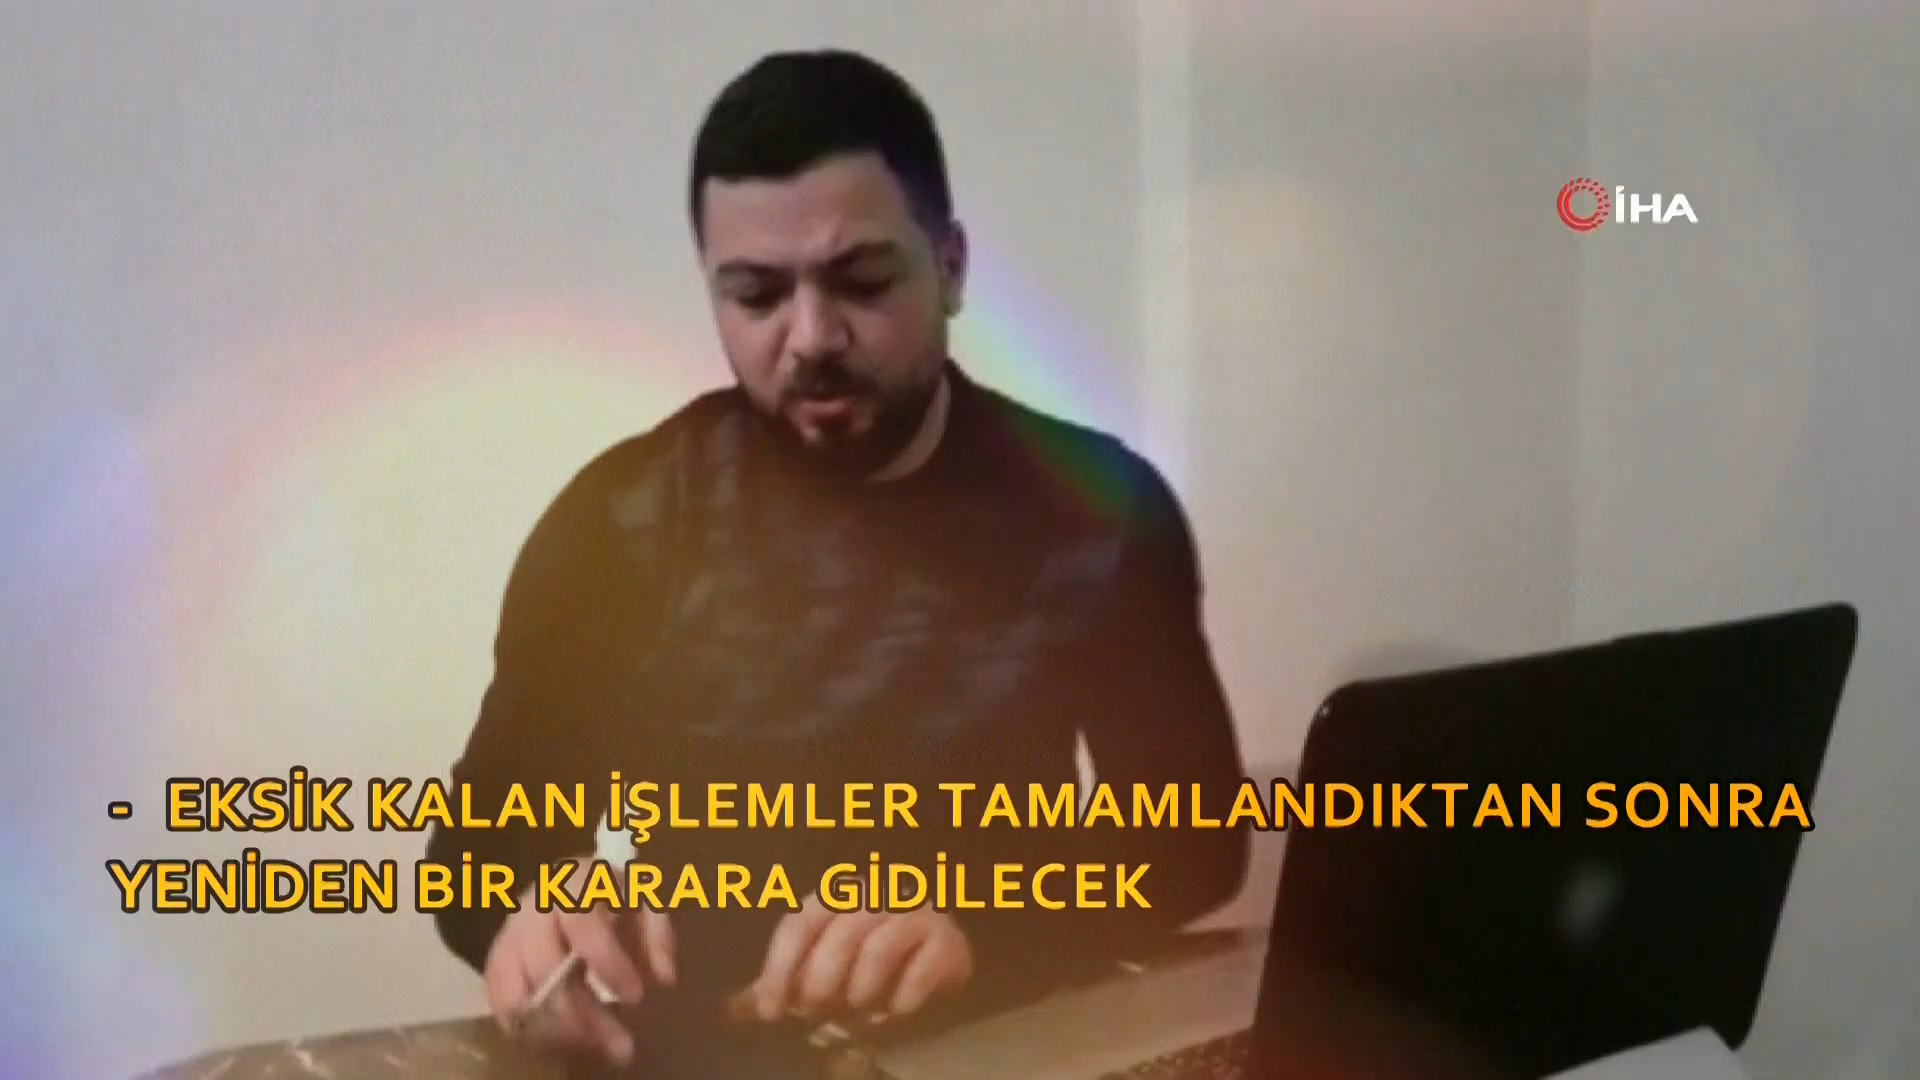 İHA
- EKSİK KALAN İŞLEMLER TAMAMLANDIKTAN SONRA
YENİDEN BİR KARARA GİDİLECEK